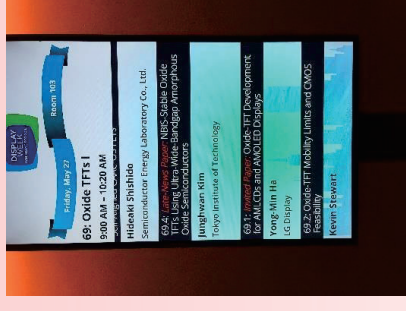 DISPLAY
WEEK
Friday, May 27
Room 103
69: Oxide TFTs I
9:00 AM – 10:20 AM
Hideaki Shishido
Semiconductor Energy Laboratory Co., Ltd.
69.4: Late-News Paper: NBIS-Stable Oxide
TFTs Using Ultra-Wide-Bandgap Amorphous
Oxide Semiconductors
Junghwan Kim
Tokyo Institute of Technology
69.1: Invited Paper: Oxide-TFT Development
for AMLCDs and AMOLED Displays
Yong-Min Ha
LG Display
69.2: Oxide-TFT Mobility Limits and CMOS
Feasibility
Kevin Stewart